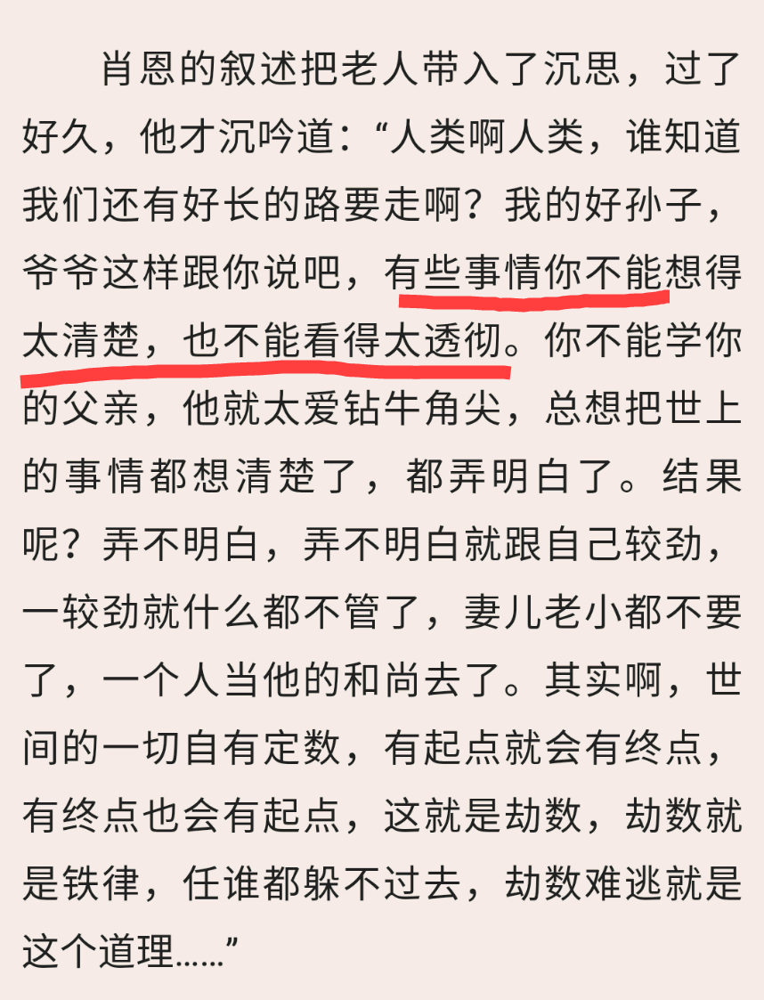 肖恩的叙述把老人带入了沉思，过了
好久，他才沉吟道：“人类啊人类，谁知道
我们还有好长的路要走啊？我的好孙子，
爷爷这样跟你说吧，有些事情你不能想得
太清楚，也不能看得太透彻。你不能学你
的父亲，他就太爱钻牛角尖，总想把世上
的事情都想清楚了，都弄明白了。结果
呢？弄不明白，弄不明白就跟自己较劲，
一较劲就什么都不管了，妻儿老小都不要
了，一个人当他的和尚去了。其实啊，世
间的一切自有定数，有起点就会有终点，
有终点也会有起点，这就是劫数，劫数就
是铁律，任谁都躲不过去，劫数难逃就是
这个道理……”